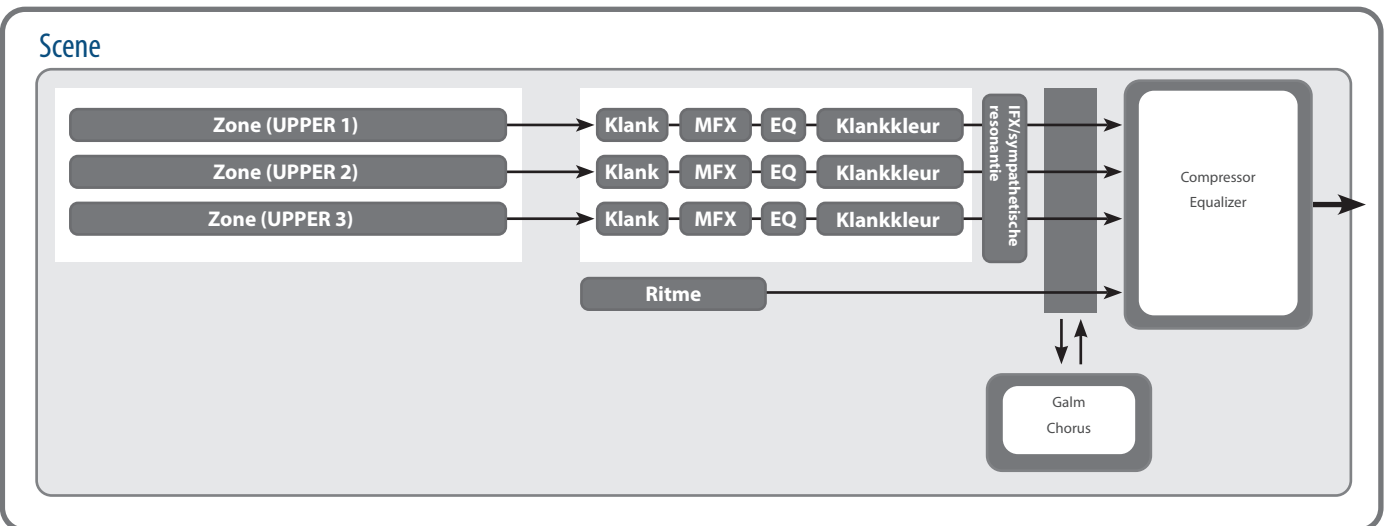 Scene
Zone (UPPER 1)
Klank MFX EQ Klankkleur
Zone (UPPER 2)
Klank MFX EQ Klankkleur
Zone (UPPER 3)
Klank MFX EQ Klankkleur
IFX/sympathetische
resonantie
Ritme
Compressor
Equalizer
Galm
Chorus